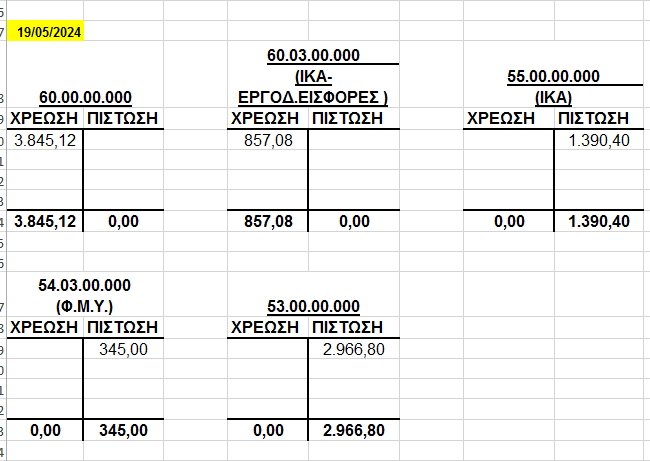 19/05/2024
60.00.00.000
60.03.00.000
(ΙΚΑ-
ΕΡΓΟΔ.ΕΙΣΦΟΡΕΣ )
55.00.00.000
(ΙΚΑ)
ΧΡΕΩΣΗ ΠΙΣΤΩΣΗ ΧΡΕΩΣΗ ΠΙΣΤΩΣΗ ΧΡΕΩΣΗ ΠΙΣΤΩΣΗ
3.845,12 857,08 1.390,40
3.845,12 0,00 857,08 0,00 0,00 1.390,40
54.03.00.000
(Φ.Μ.Υ.)
53.00.00.000
ΧΡΕΩΣΗ ΠΙΣΤΩΣΗ ΧΡΕΩΣΗ ΠΙΣΤΩΣΗ
345,00 2.966,80
0,00 345,00 0,00 2.966,80